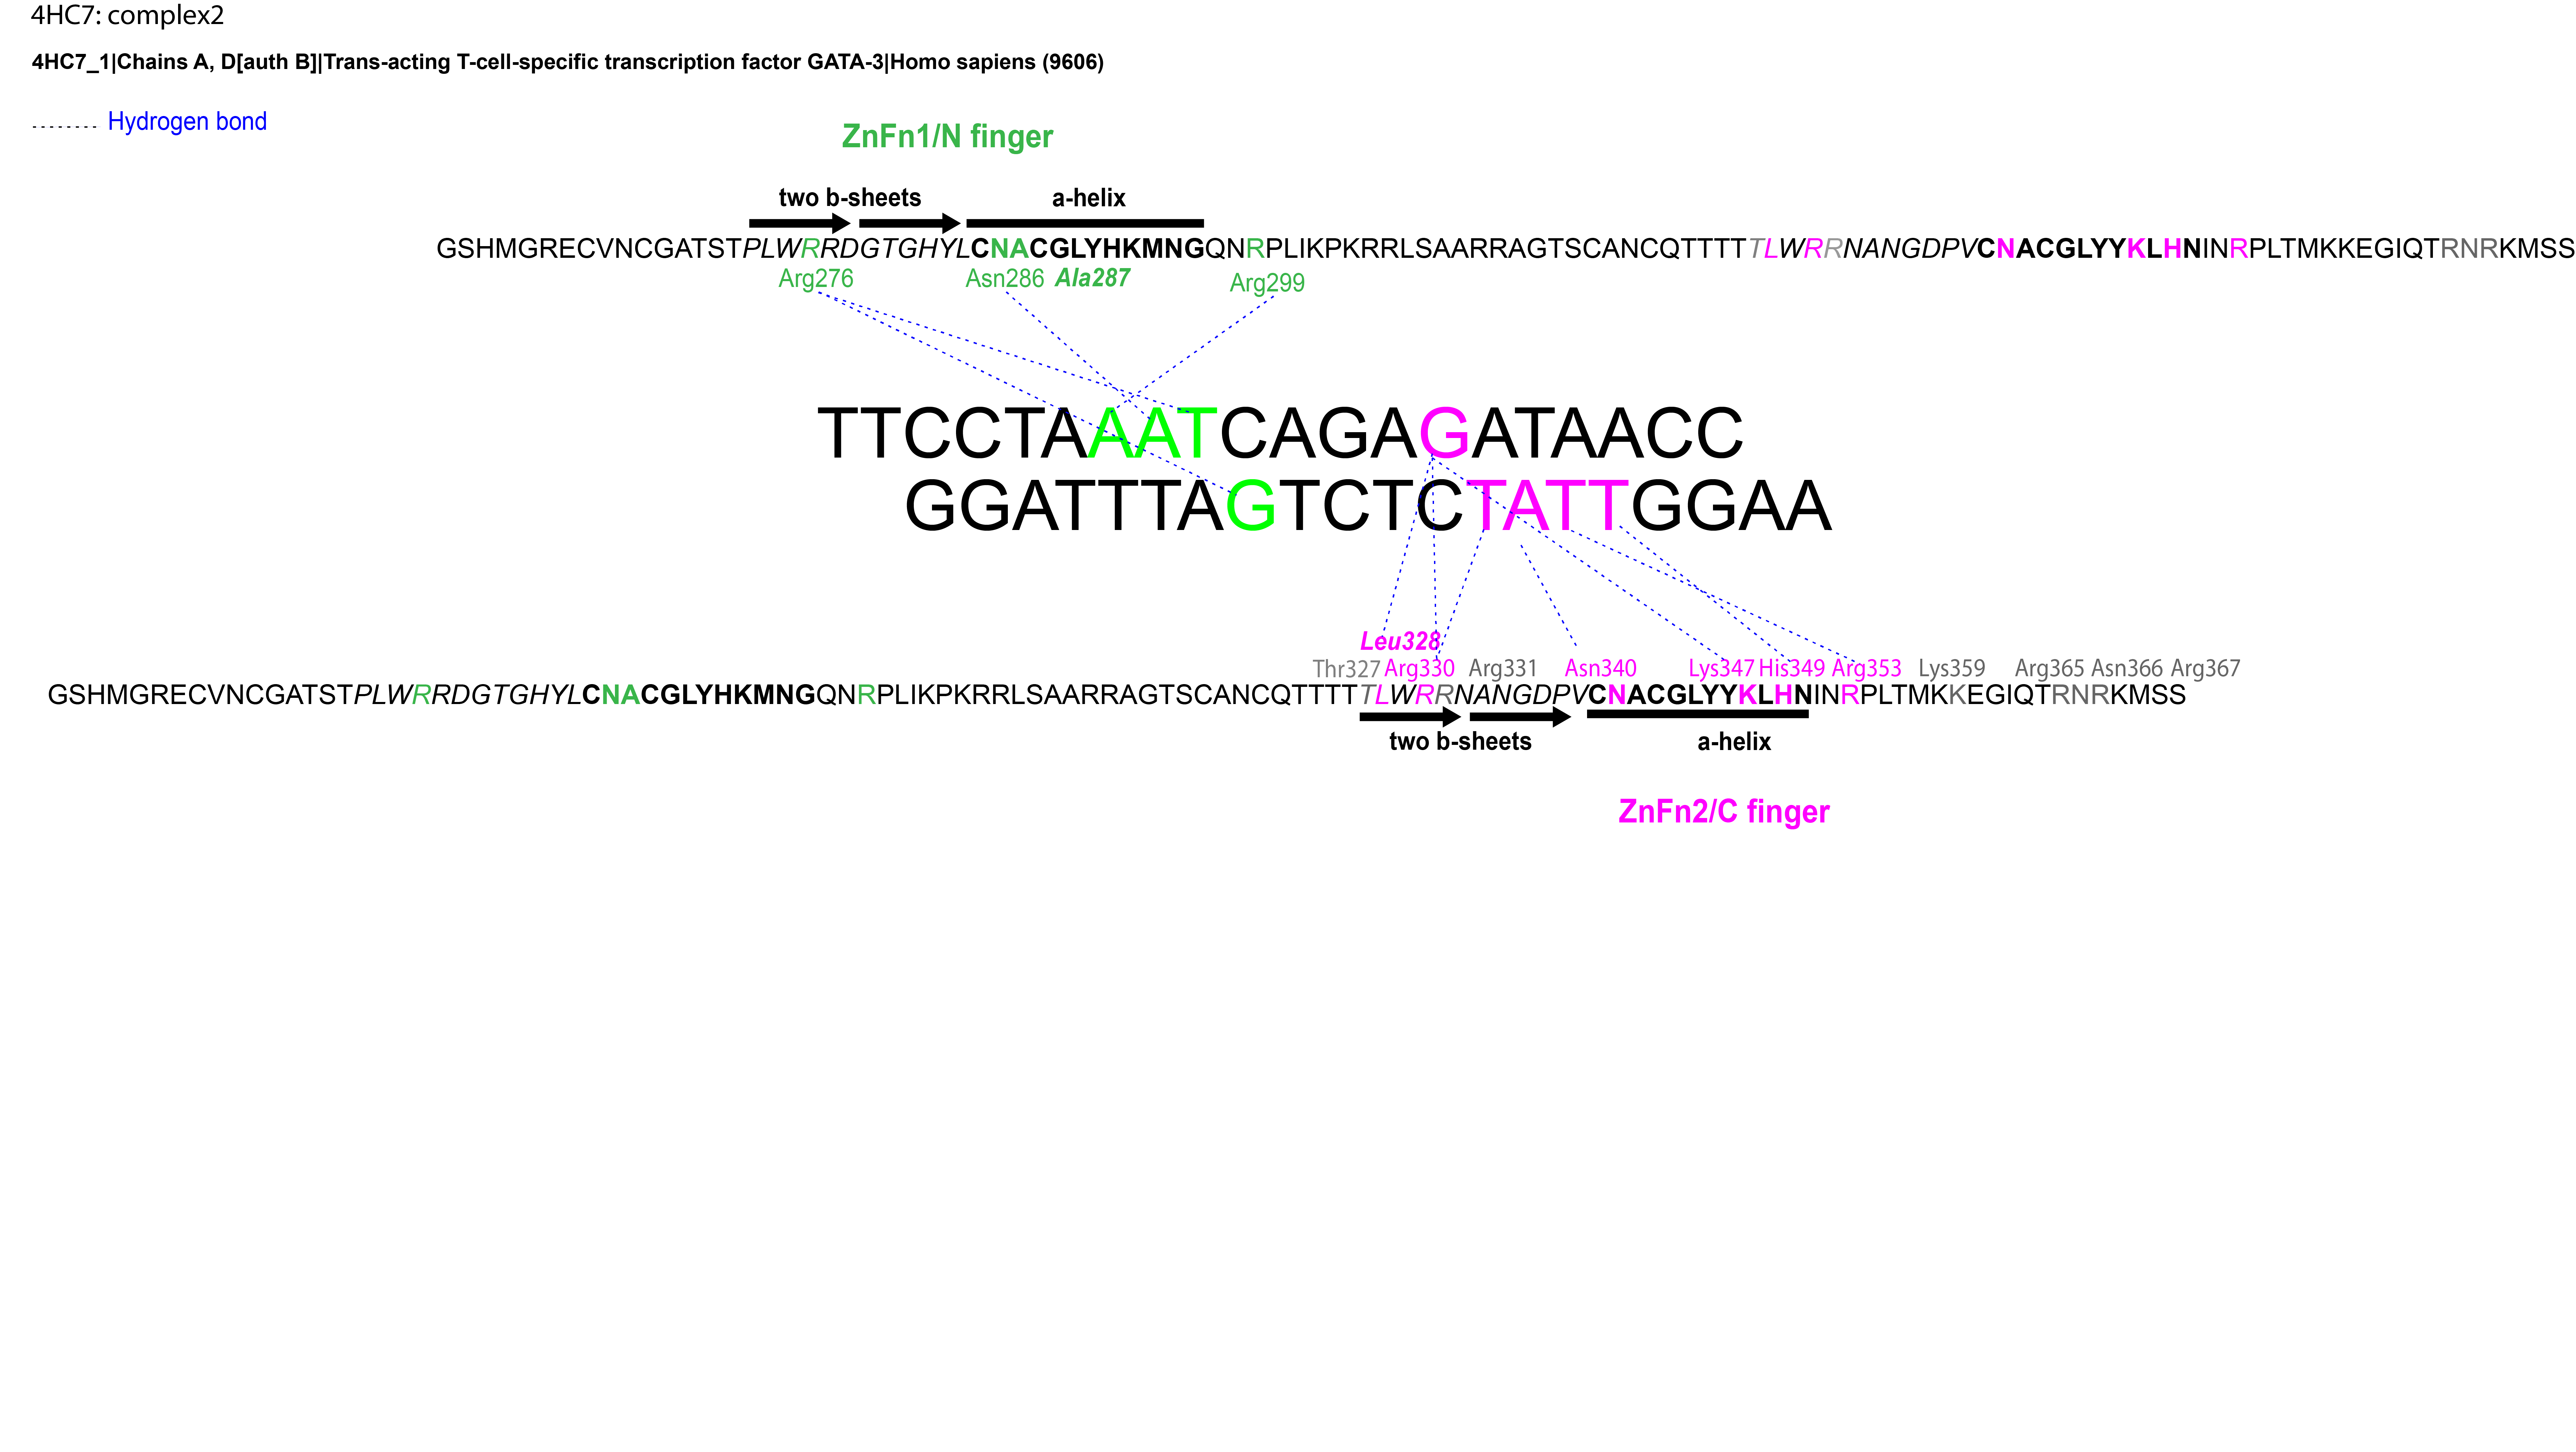 4HC7: complex2
4HC7_1|Chains A, D[auth B]|Trans-acting T-cell-specific transcription factor GATA-3|Homo sapiens (9606)
Hydrogen bond
ZnFn1/N finger
two b-sheets a-helix
GSHMGRECVNCGATSTPLWRRDGTGHYLCNACGLYHKMNGQNRPLIKPKRRLSAARRAGTSCANCQTTTTTLWRRNANGDPVCNACGLYYKLHNINRPLTMKKEGIQTRNRKMSS
Arg276 Asn286 Ala287 Arg299
TTCCTAAATCAGAGATAACC
GGATTTAGTCTCTATTGGAA
Leu328
Thr327 Arg330 Arg331 Asn340 Lys347 His349 Arg353 Lys359 Arg365 Asn366 Arg367
GSHMGRECVNCGATSTPLWRRDGTGHYLCNACGLYHKMNGQNRPLIKPKRRLSAARRAGTSCANCQTTTTTLWRRNANGDPVCNACGLYYKLHNINRPLTMKKEGIQTRNRKMSS
two b-sheets a-helix
ZnFn2/C finger